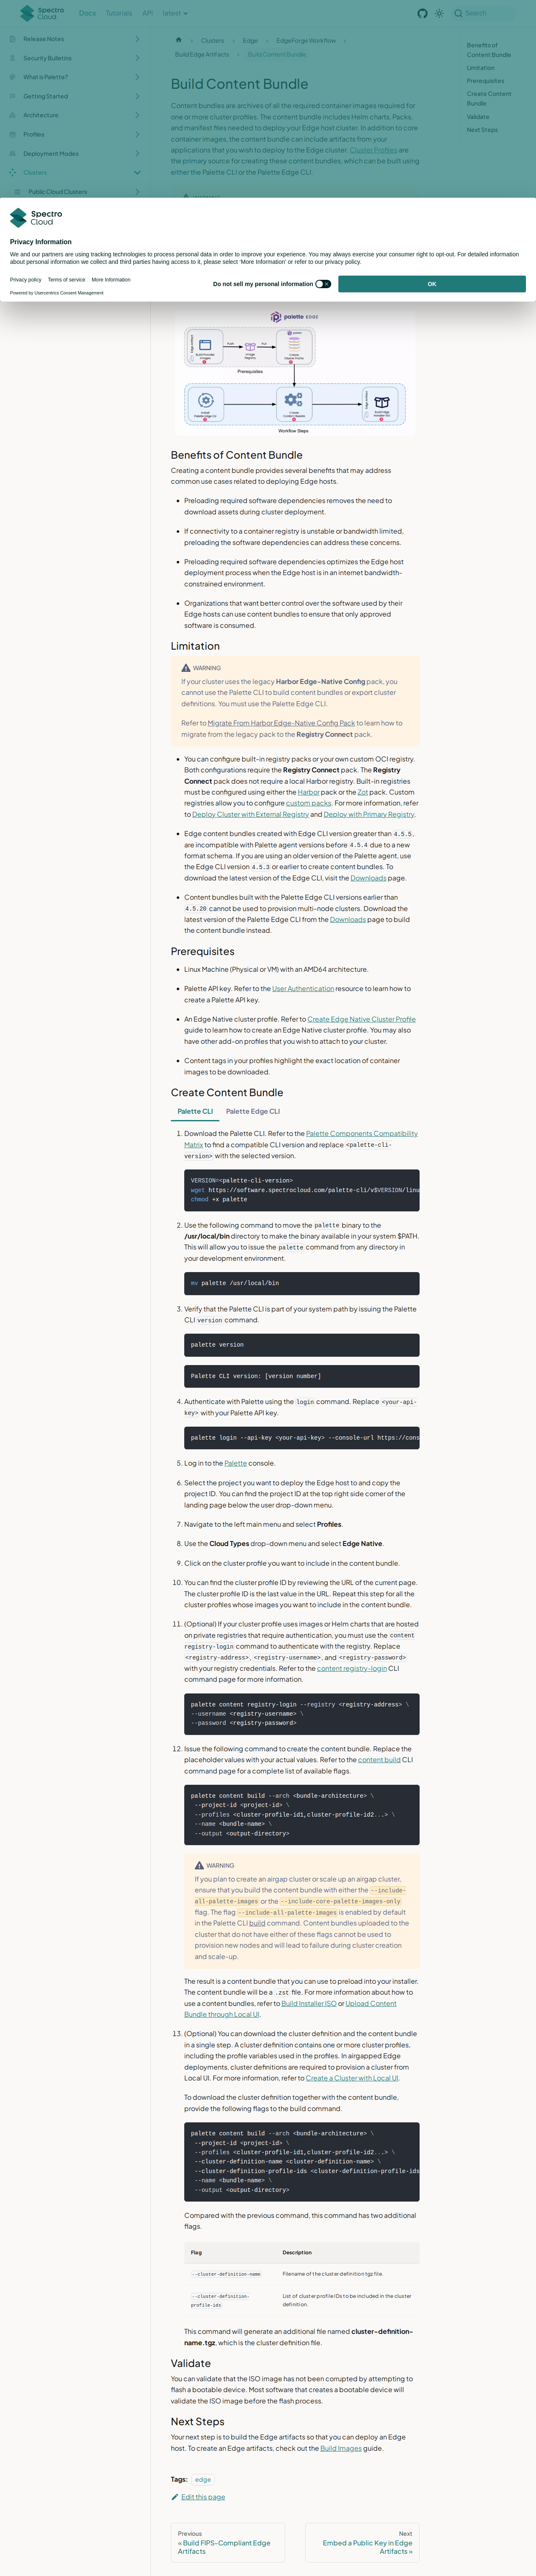 Spectro Cloud
Docs
Tutorials
API
latest
Search
Release Notes
Security Bulletins
What is Palette?
Getting Started
Architecture
Profiles
Deployment Modes
Clusters
Public Cloud Clusters
Clusters
Edge
EdgeForge Workflow
Build Edge Artifacts
Build Content Bundle
Benefits of
Content Bundle
Limitation
Prerequisites
Create Content
Bundle
Validate
Next Steps
Build Content Bundle
Content bundles are archives of all the required container images required for
one or more cluster profiles. The content bundle includes Helm charts, Packs,
and manifest files needed to deploy your Edge host cluster. In addition to core
container images, the content bundle can include artifacts from your
applications that you wish to deploy to the Edge cluster. Cluster Profiles are
the primary source for creating these content bundles, which can be built using
either the Palette CLI or the Palette Edge CLI.
WARNING
Spectro Cloud
Privacy Information
We and our partners are using tracking technologies to process personal data in order to improve your experience. You may always exercise your consumer right to opt-out. For detailed information
about personal information we collect and third parties having access to it, please select 'More Information' or refer to our privacy policy.
Privacy policy
Terms of service
More Information
Powered by Usercentrics Consent Management
Do not sell my personal information
OK
palette EDGE
Push
Pull
Build Provider Images
Image Registry
Create Cluster Profile
Prerequisites
Install Palette Edge CLI
Create Content Bundle
Build Edge Installer ISO
Workflow Steps
Benefits of Content Bundle
Creating a content bundle provides several benefits that may address
common use cases related to deploying Edge hosts.
Preloading required software dependencies removes the need to
download assets during cluster deployment.
If connectivity to a container registry is unstable or bandwidth limited,
preloading the software dependencies can address these concerns.
Preloading required software dependencies optimizes the Edge host
deployment process when the Edge host is in an internet bandwidth-
constrained environment.
Organizations that want better control over the software used by their
Edge hosts can use content bundles to ensure that only approved
software is consumed.
Limitation
WARNING
If your cluster uses the legacy Harbor Edge-Native Config pack, you
cannot use the Palette CLI to build content bundles or export cluster
definitions. You must use the Palette Edge CLI.
Refer to Migrate From Harbor Edge-Native Config Pack to learn how to
migrate from the legacy pack to the Registry Connect pack.
You can configure built-in registry packs or your own custom OCI registry.
Both configurations require the Registry Connect pack. The Registry
Connect pack does not require a local Harbor registry. Built-in registries
must be configured using either the Harbor pack or the Zot pack. Custom
registries allow you to configure custom packs. For more information, refer
to Deploy Cluster with External Registry and Deploy with Primary Registry.
Edge content bundles created with Edge CLI version greater than 4.5.5,
are incompatible with Palette agent versions before 4.5.4 due to a new
format schema. If you are using an older version of the Palette agent, use
the Edge CLI version 4.5.3 or earlier to create content bundles. To
download the latest version of the Edge CLI, visit the Downloads page.
Content bundles built with the Palette Edge CLI versions earlier than
4.5.20 cannot be used to provision multi-node clusters. Download the
latest version of the Palette Edge CLI from the Downloads page to build
the content bundle instead.
Prerequisites
Linux Machine (Physical or VM) with an AMD64 architecture.
Palette API key. Refer to the User Authentication resource to learn how to
create a Palette API key.
An Edge Native cluster profile. Refer to Create Edge Native Cluster Profile
guide to learn how to create an Edge Native cluster profile. You may also
have other add-on profiles that you wish to attach to your cluster.
Content tags in your profiles highlight the exact location of container
images to be downloaded.
Create Content Bundle
Palette CLI
Palette Edge CLI
1. Download the Palette CLI. Refer to the Palette Components Compatibility
Matrix to find a compatible CLI version and replace <palette-cli-
version> with the selected version.
VERSION=<palette-cli-version>
wget https://software.spectrocloud.com/palette-cli/v$VERSION/linu
chmod +x palette
2. Use the following command to move the palette binary to the
/usr/local/bin directory to make the binary available in your system $PATH.
This will allow you to issue the palette command from any directory in
your development environment.
mv palette /usr/local/bin
3. Verify that the Palette CLI is part of your system path by issuing the Palette
CLI version command.
palette version
Palette CLI version: [version number]
4. Authenticate with Palette using the login command. Replace <your-api-
key> with your Palette API key.
palette login --api-key <your-api-key> --console-url https://cons
5. Log in to the Palette console.
6. Select the project you want to deploy the Edge host to and copy the
project ID. You can find the project ID at the top right side corner of the
landing page below the user drop-down menu.
7. Navigate to the left main menu and select Profiles.
8. Use the Cloud Types drop-down menu and select Edge Native.
9. Click on the cluster profile you want to include in the content bundle.
10. You can find the cluster profile ID by reviewing the URL of the current page.
The cluster profile ID is the last value in the URL. Repeat this step for all the
cluster profiles whose images you want to include in the content bundle.
11. (Optional) If your cluster profile uses images or Helm charts that are hosted
on private registries that require authentication, you must use the content
registry-login command to authenticate with the registry. Replace
<registry-address>, <registry-username>, and <registry-password>
with your registry credentials. Refer to the content registry-login CLI
command page for more information.
palette content registry-login --registry <registry-address> \
--username <registry-username> \
--password <registry-password>
12. Issue the following command to create the content bundle. Replace the
placeholder values with your actual values. Refer to the content build CLI
command page for a complete list of available flags.
palette content build --arch <bundle-architecture> \
--project-id <project-id> \
--profiles <cluster-profile-id1,cluster-profile-id2...> \
--name <bundle-name> \
--output <output-directory>
WARNING
If you plan to create an airgap cluster or scale up an airgap cluster,
ensure that you build the content bundle with either the --include-
all-palette-images or the --include-core-palette-images-only
flag. The flag --include-all-palette-images is enabled by default
in the Palette CLI build command. Content bundles uploaded to the
cluster that do not have either of these flags cannot be used to
provision new nodes and will lead to failure during cluster creation
and scale-up.
The result is a content bundle that you can use to preload into your installer.
The content bundle will be a .zst file. For more information about how to
use a content bundles, refer to Build Installer ISO or Upload Content
Bundle through Local UI.
13. (Optional) You can download the cluster definition and the content bundle
in a single step. A cluster definition contains one or more cluster profiles,
including the profile variables used in the profiles. In airgapped Edge
deployments, cluster definitions are required to provision a cluster from
Local UI. For more information, refer to Create a Cluster with Local UI.
To download the cluster definition together with the content bundle,
provide the following flags to the build command.
palette content build --arch <bundle-architecture> \
--project-id <project-id> \
--profiles <cluster-profile-id1,cluster-profile-id2...> \
--cluster-definition-name <cluster-definition-name> \
--cluster-definition-profile-ids <cluster-definition-profile-ids
--name <bundle-name> \
--output <output-directory>
Compared with the previous command, this command has two additional
flags.
Flag
Description
--cluster-definition-name
Filename of the cluster definition tgz file.
--cluster-definition-
profile-ids
List of cluster profile IDs to be included in the cluster
definition.
This command will generate an additional file named cluster-definition-
name.tgz, which is the cluster definition file.
Validate
You can validate that the ISO image has not been corrupted by attempting to
flash a bootable device. Most software that creates a bootable device will
validate the ISO image before the flash process.
Next Steps
Your next step is to build the Edge artifacts so that you can deploy an Edge
host. To create an Edge artifacts, check out the Build Images guide.
Tags:
edge
Edit this page
Previous
« Build FIPS-Compliant Edge
Artifacts
Next
Embed a Public Key in Edge
Artifacts »